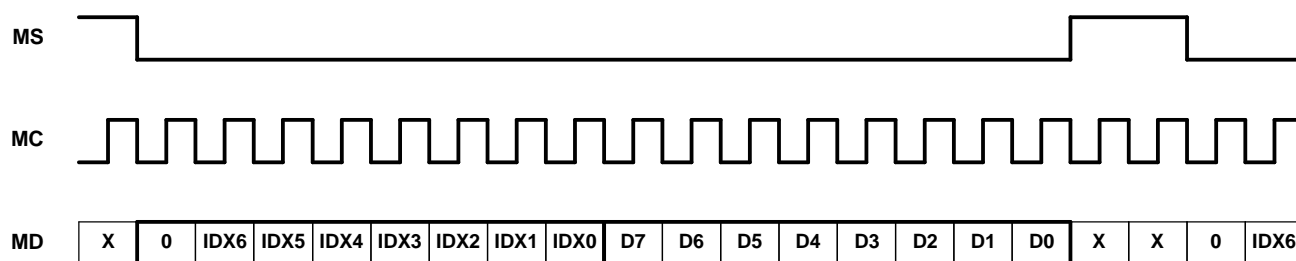 MS
MC
MD X 0 IDX6 IDX5 IDX4 IDX3 IDX2 IDX1 IDX0 D7 D6 D5 D4 D3 D2 D1 D0 X X 0 IDX6